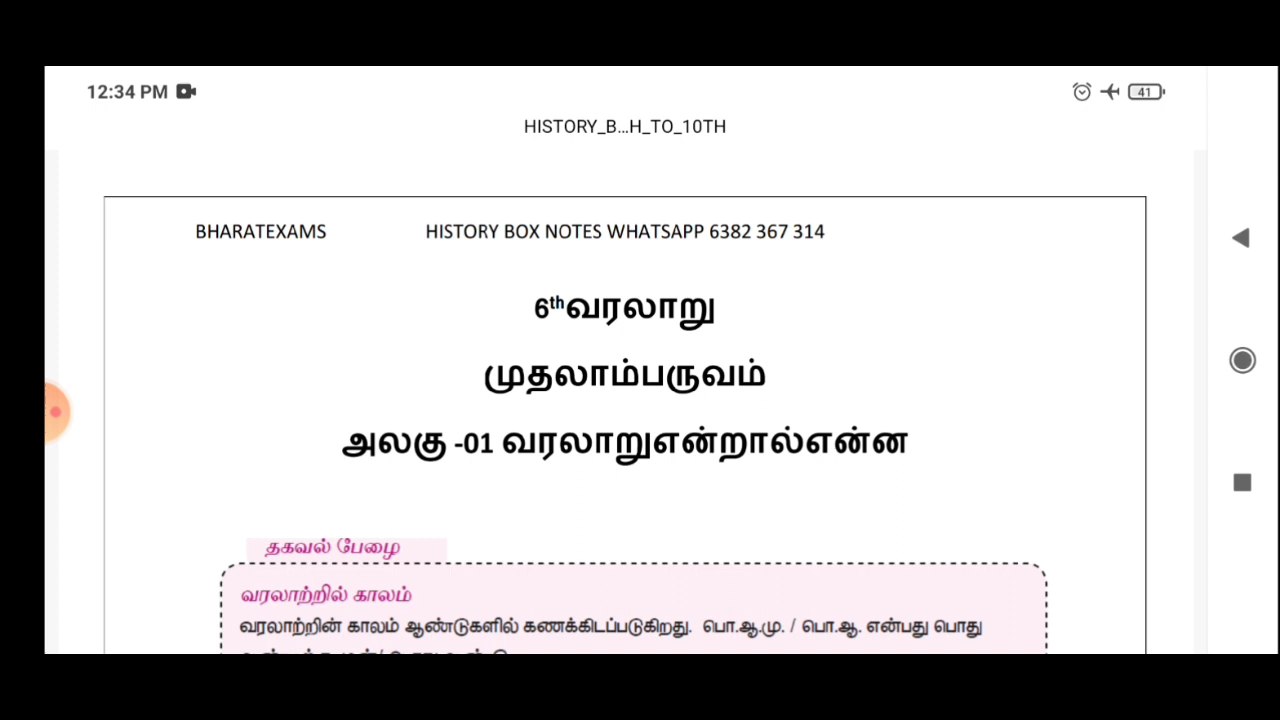 12:34 PM
41
HISTORY_B...H_TO_10TH
BHARATEXAMS HISTORY BOX NOTES WHATSAPP 6382 367 314
6thவரலாறு
முதலாம்பருவம்
அலகு -01 வரலாறுஎன்றால்என்ன
தகவல் பேழை
வரலாற்றில் காலம்
வரலாற்றின் காலம் ஆண்டுகளில் கணக்கிடப்படுகிறது. பொ.ஆ.மு. / பொ.ஆ. என்பது பொது